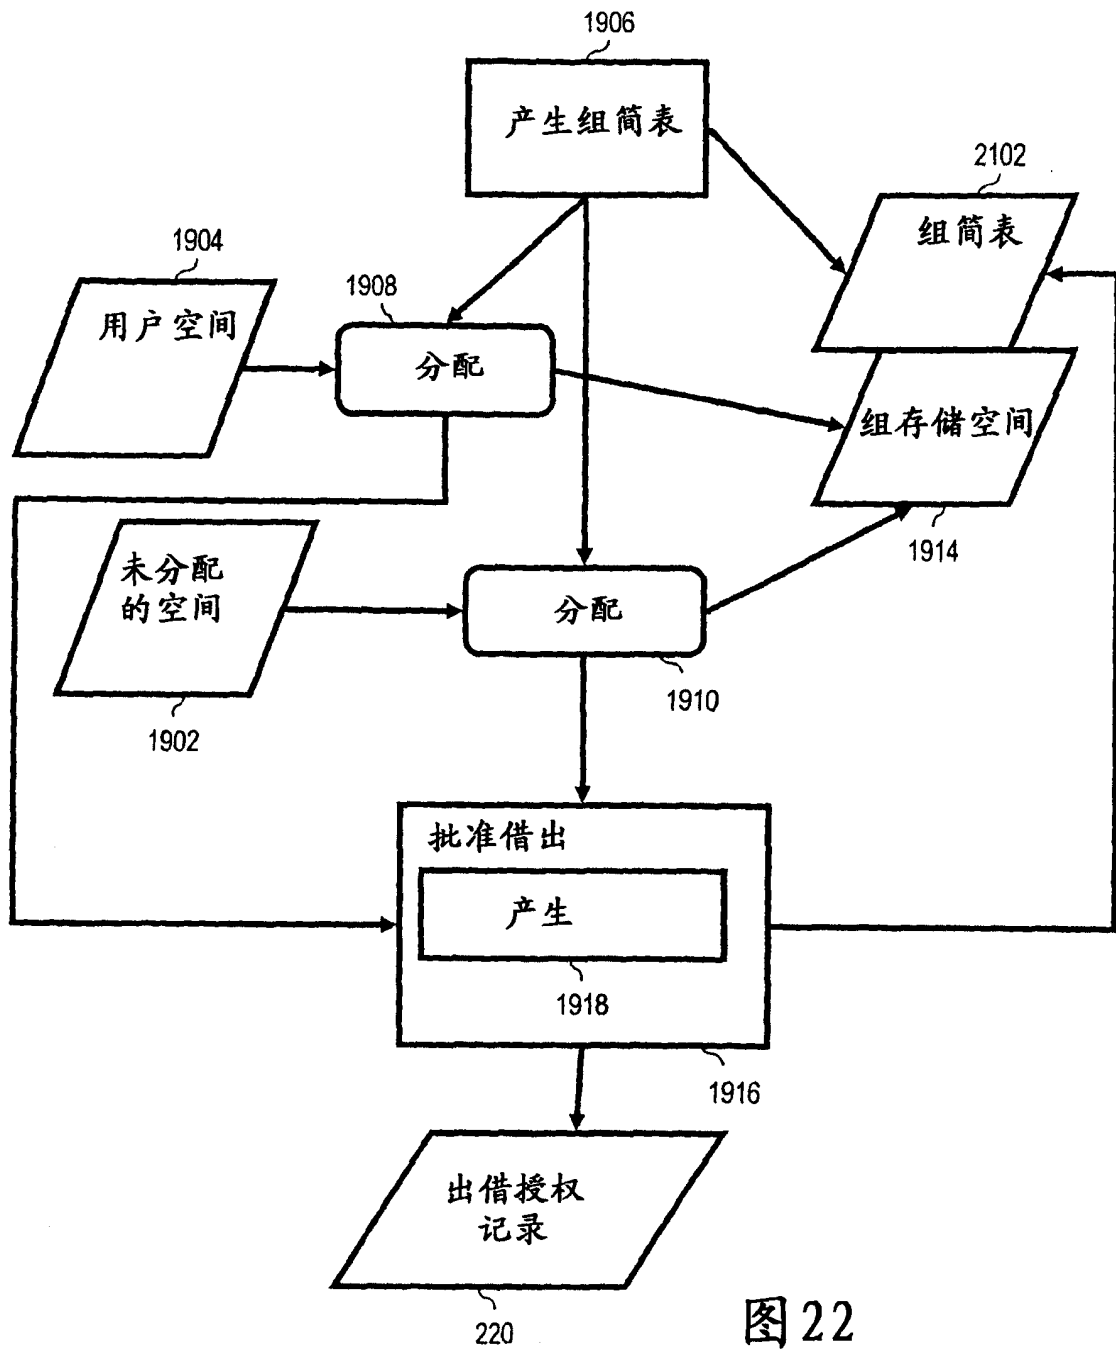 1906
产生组简表
2102
组简表
1904
用户空间
1908
分配
组存储空间
1914
未分配
的空间
1902
分配
1910
批准借出
产生
1918
1916
出借授权
记录
220
图22